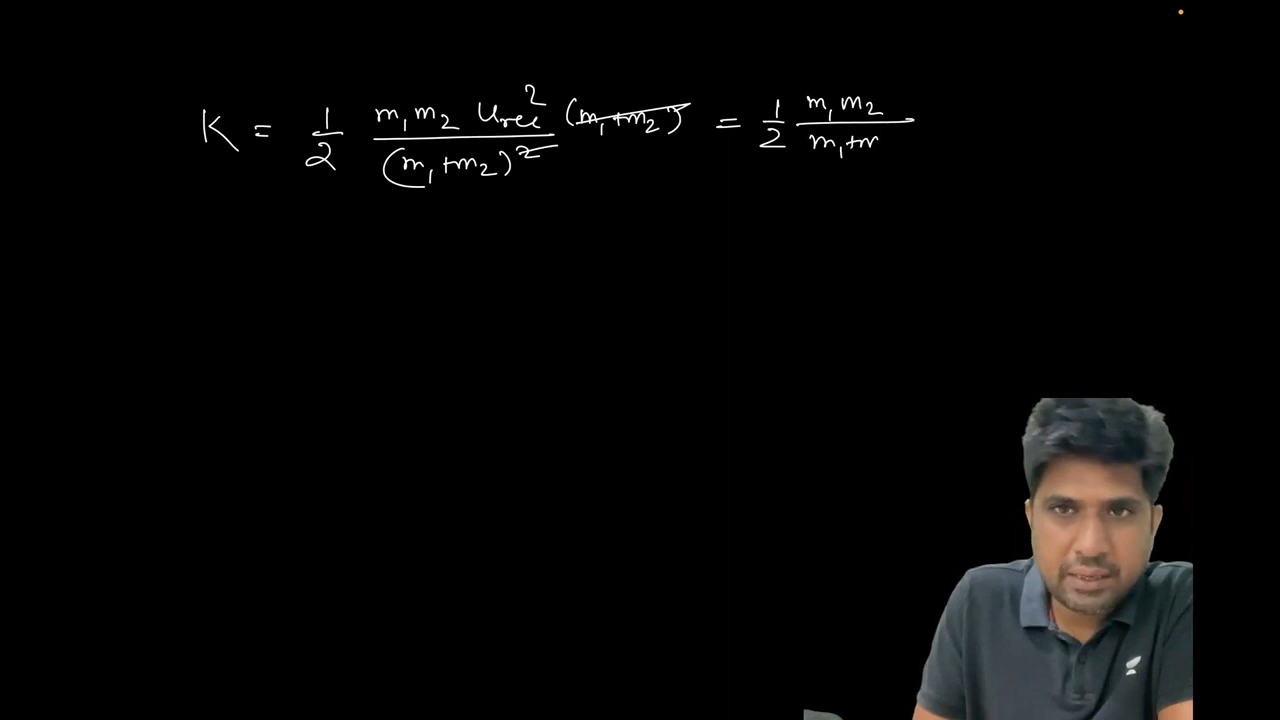 K = 1/2 m₁m₂ u_rel² (m₁+m₂) / (m₁+m₂)² = 1/2 m₁m₂ / m₁+m